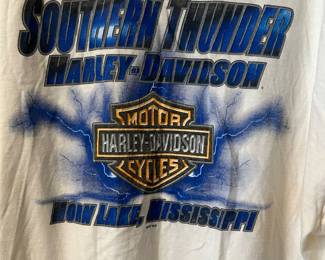 SOUTHERN THUNDER
HARLEY-DAVIDSON
MOTOR
HARLEY-DAVIDSON
CYCLES
HORN LAKE, MISSISSIPPI